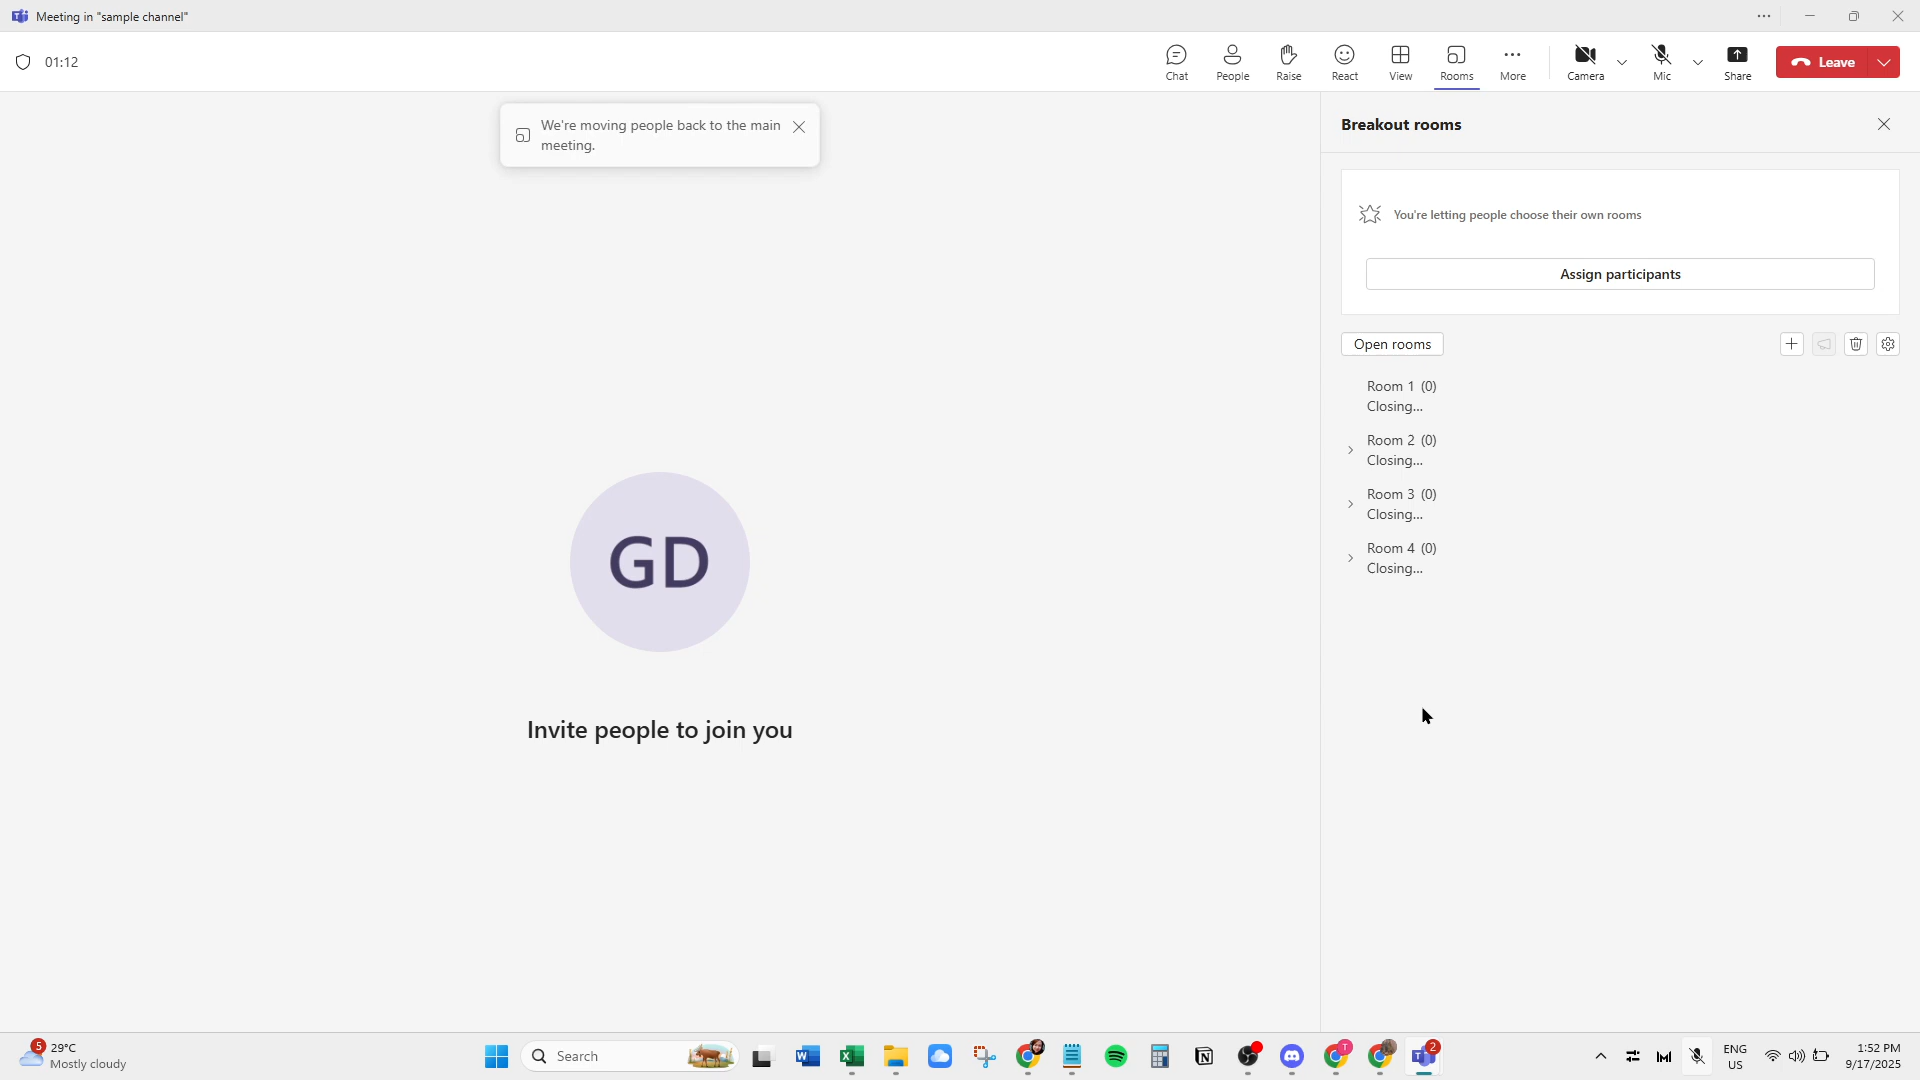 Meeting in "sample channel"
01:12
Chat
People
Raise
React
View
Rooms
More
Camera
Mic
Share
Leave
We're moving people back to the main
meeting.
GD
Invite people to join you
Breakout rooms
You're letting people choose their own rooms
Assign participants
Open rooms
Room 1 (0)
Closing...
Room 2 (0)
Closing...
Room 3 (0)
Closing...
Room 4 (0)
Closing...
5
29°C
Mostly cloudy
Search
T
2
ENG
US
1:52 PM
9/17/2025